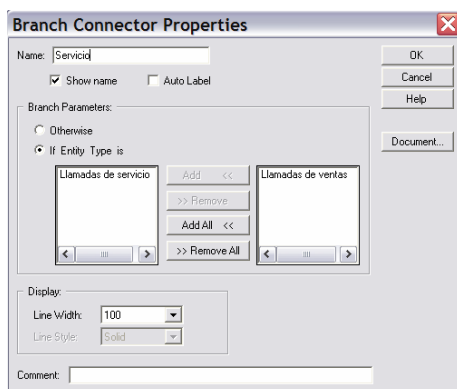 Branch Connector Properties
Name: Servicio
OK
Show name Auto Label
Cancel
Branch Parameters:
Help
Otherwise
Document...
If Entity Type is
Llamadas de servicio
Add <<
Llamadas de ventas
>> Remove
Add All <<
>> Remove All
Display:
Line Width: 100
Line Style: Solid
Comment: